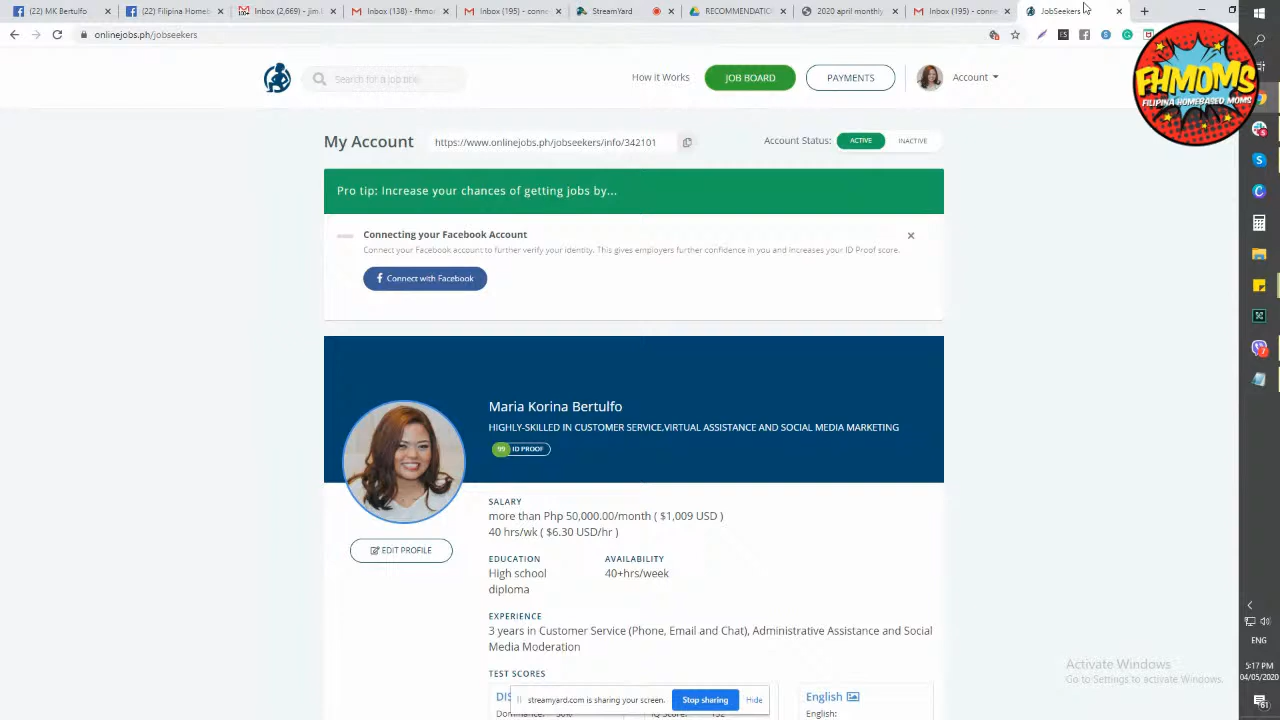 (22) MK Bertulfo
(22) Filipina Homeb
Inbox (2,669) - jim
Inbox (138) - fhmo
Inbox (195) - conne
StreamYard
RECOMMENDATION
2020 april monthly
Inbox (195) - conne
JobSeekers
onlinejobs.ph/jobseekers
Search for a job title
How it Works
JOB BOARD
PAYMENTS
Account
FHMOMS
FILIPINA HOMEBASED MOMS
My Account
https://www.onlinejobs.ph/jobseekers/info/342101
Account Status:
ACTIVE
INACTIVE
Pro tip: Increase your chances of getting jobs by...
Connecting your Facebook Account
Connect your Facebook account to further verify your identity. This gives employers further confidence in you and increases your ID Proof score.
Connect with Facebook
Maria Korina Bertulfo
HIGHLY-SKILLED IN CUSTOMER SERVICE,VIRTUAL ASSISTANCE AND SOCIAL MEDIA MARKETING
99 ID PROOF
EDIT PROFILE
SALARY
more than Php 50,000.00/month ( $1,009 USD )
40 hrs/wk ( $6.30 USD/hr )
EDUCATION
High school
diploma
AVAILABILITY
40+hrs/week
EXPERIENCE
3 years in Customer Service (Phone, Email and Chat), Administrative Assistance and Social
Media Moderation
TEST SCORES
DIS
English
English:
streamyard.com is sharing your screen.
Stop sharing
Hide
Activate Windows
Go to Settings to activate Windows.
ENG
5:17 PM
04/05/2020